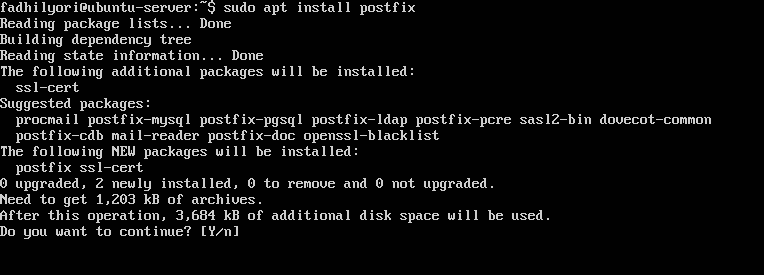 fadhilyori@ubuntu-server:~$ sudo apt install postfix
Reading package lists... Done
Building dependency tree
Reading state information... Done
The following additional packages will be installed:
  ssl-cert
Suggested packages:
  procmail postfix-mysql postfix-pgsql postfix-ldap postfix-pcre sasl2-bin dovecot-common
  postfix-cdb mail-reader postfix-doc openssl-blacklist
The following NEW packages will be installed:
  postfix ssl-cert
0 upgraded, 2 newly installed, 0 to remove and 0 not upgraded.
Need to get 1,203 kB of archives.
After this operation, 3,684 kB of additional disk space will be used.
Do you want to continue? [Y/n]